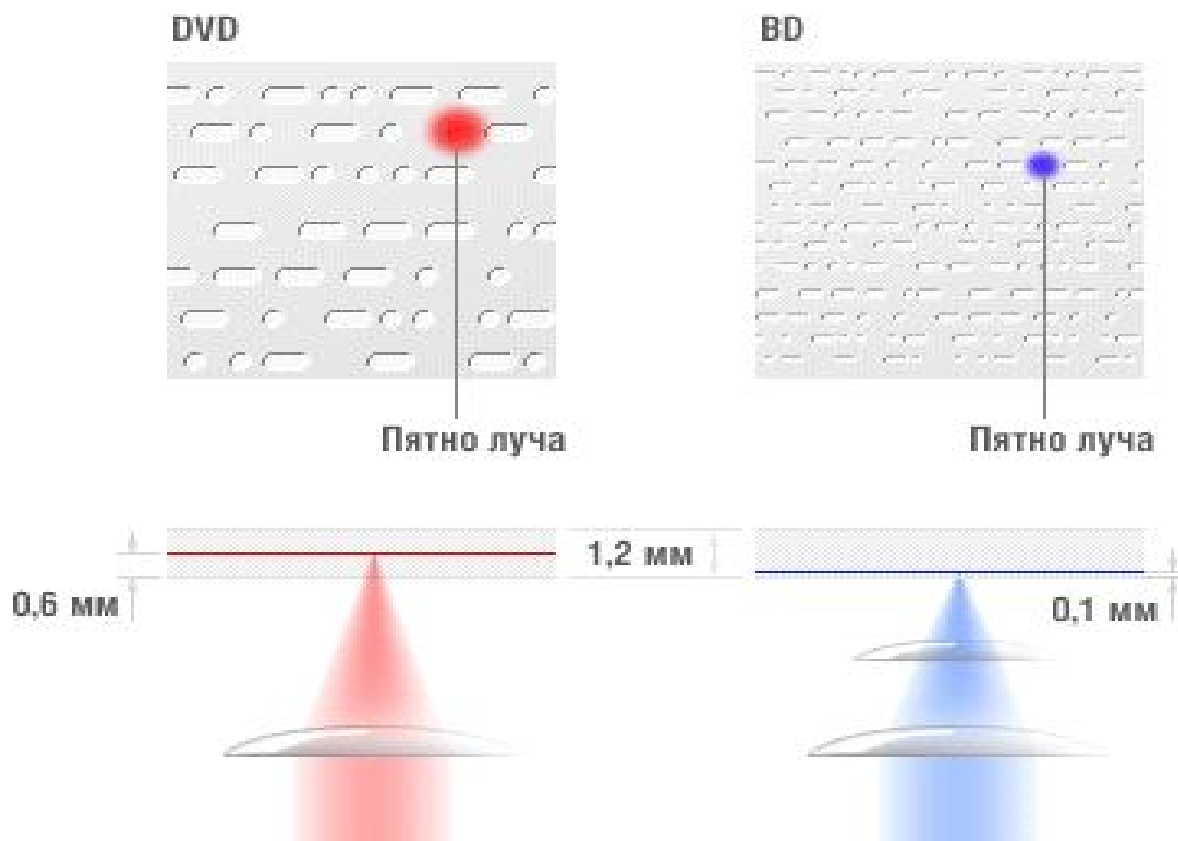 DVD
BD
Пятно луча
Пятно луча
1,2 мм
0,6 мм
0,1 мм